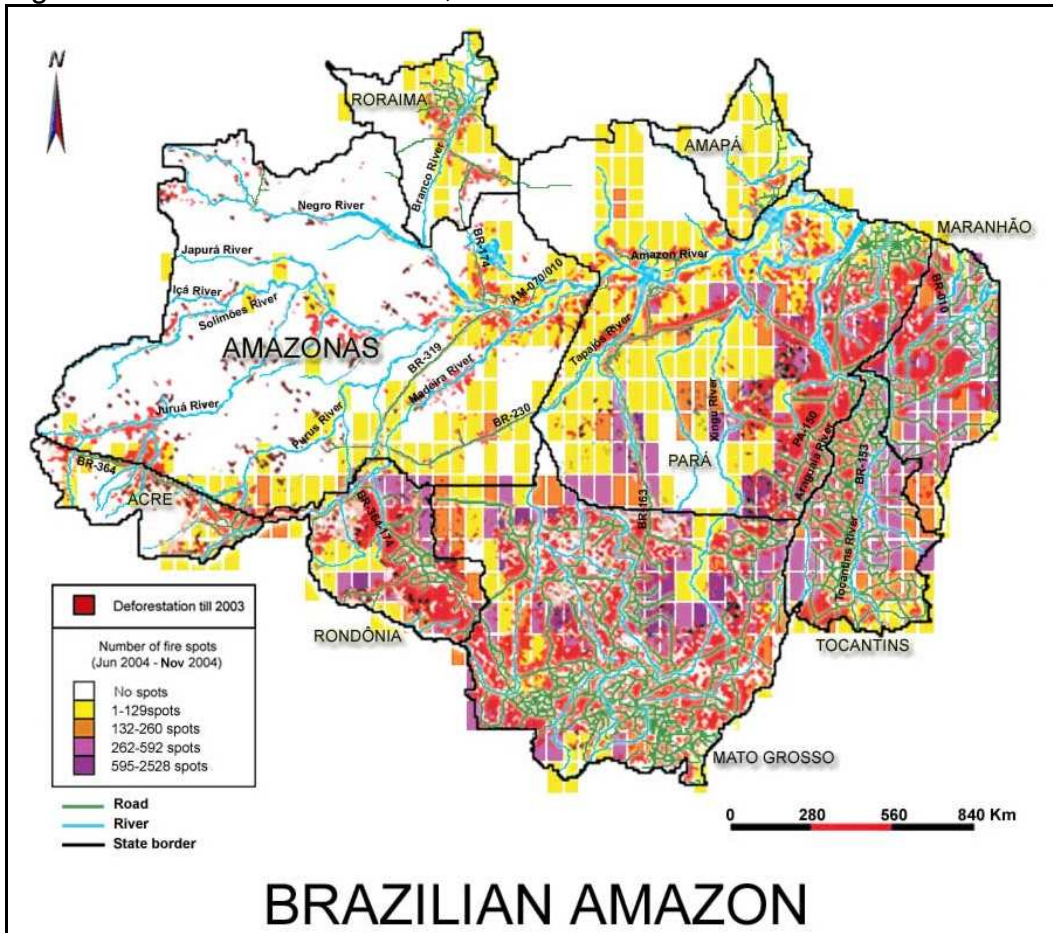 N
RORAIMA
AMAPÁ
Branco River
Negro River
MARANHÃO
BR-174
Japurá River
Amazon River
AM-070/010
BR-010
Içá River
Solimões River
AMAZONAS
BR-319
Tapajós River
Madeira River
Juruá River
Purus River
BR-230
Xingu River
PA-150
Araguaia River
BR-153
PARÁ
BR-364
ACRE
BR-364-174
BR-163
Tocantins River
Deforestation till 2003
RONDÔNIA
TOCANTINS
Number of fire spots
(Jun 2004 - Nov 2004)
No spots
1-129spots
132-260 spots
262-592 spots
595-2528 spots
MATO GROSSO
Road
River
State border
0 280 560 840 Km
BRAZILIAN AMAZON